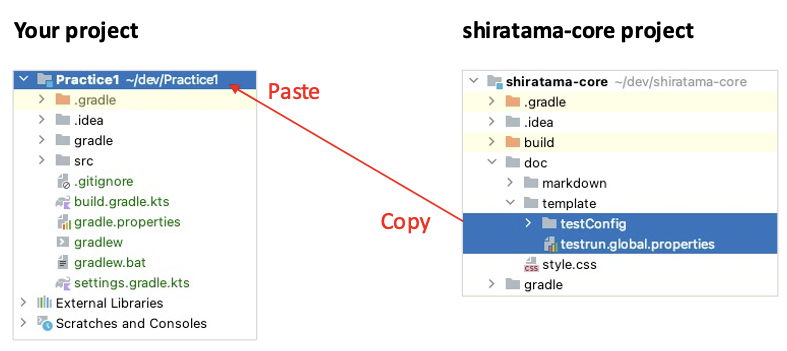 Your project
Practice1 ~/dev/Practice1
.gradle
.idea
gradle
src
.gitignore
build.gradle.kts
gradle.properties
gradlew
gradlew.bat
settings.gradle.kts
External Libraries
Scratches and Consoles
Paste
Copy
shiratama-core project
shiratama-core ~/dev/shiratama-core
.gradle
.idea
build
doc
markdown
template
testConfig
testrun.global.properties
CSS style.css
gradle